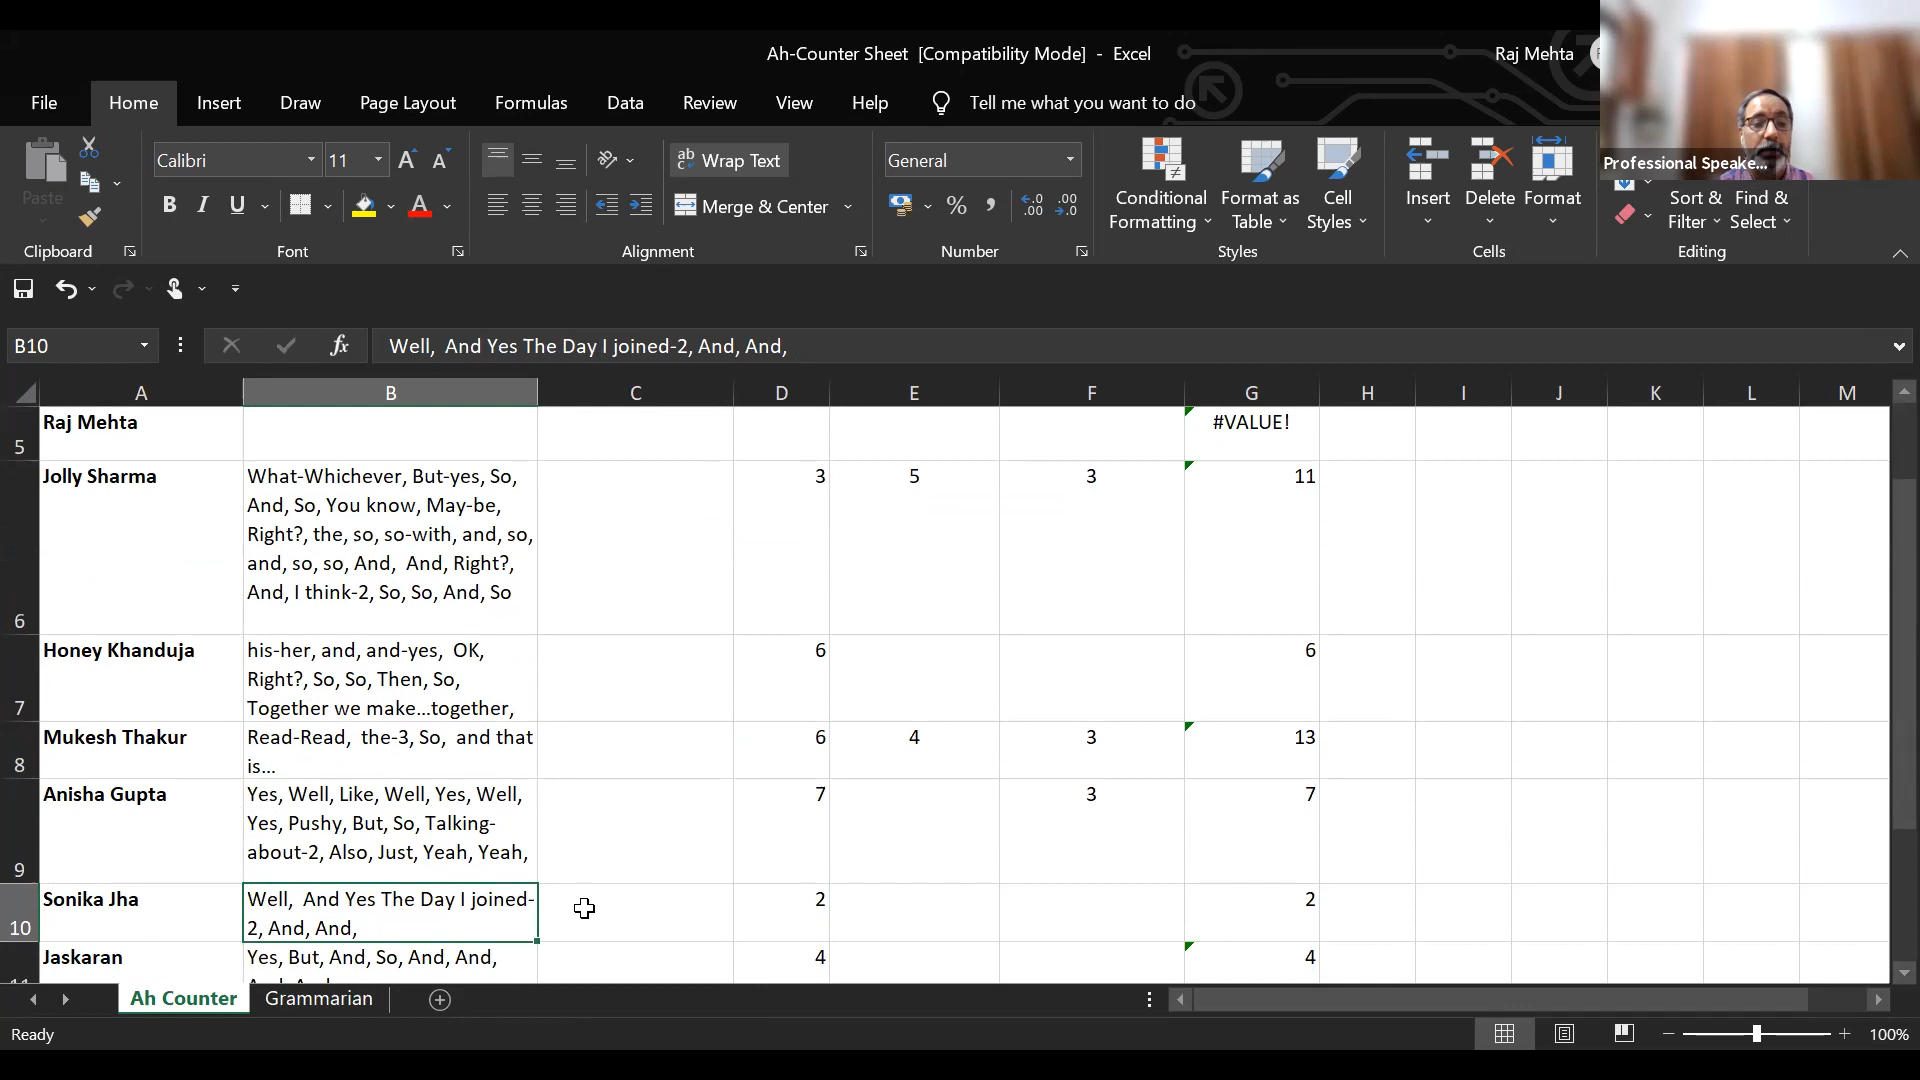 Ah-Counter Sheet [Compatibility Mode] - Excel
Raj Mehta
File Home Insert Draw Page Layout Formulas Data Review View Help Tell me what you want to do
Professional Speake...
Paste
Calibri 11
Wrap Text
General
Merge & Center
Conditional Formatting
Format as Table
Cell Styles
Insert Delete Format
Sort & Filter
Find & Select
Clipboard Font Alignment Number Styles Cells Editing
B10 fx Well,  And Yes The Day I joined-2, And, And,
A B C D E F G H I J K L M
5 Raj Mehta #VALUE!
6 Jolly Sharma
What-Whichever, But-yes, So,
And, So, You know, May-be,
Right?, the, so, so-with, and, so,
and, so, so, And,  And, Right?,
And, I think-2, So, So, And, So
3 5 3 11
7 Honey Khanduja
his-her, and, and-yes,  OK,
Right?, So, So, Then, So,
Together we make...together,
6 6
8 Mukesh Thakur
Read-Read,  the-3, So,  and that
is...
6 4 3 13
9 Anisha Gupta
Yes, Well, Like, Well, Yes, Well,
Yes, Pushy, But, So, Talking-
about-2, Also, Just, Yeah, Yeah,
7 3 7
10 Sonika Jha
Well,  And Yes The Day I joined-
2, And, And,
2 2
Jaskaran
Yes, But, And, So, And, And,
4 4
Ah Counter Grammarian
Ready 100%